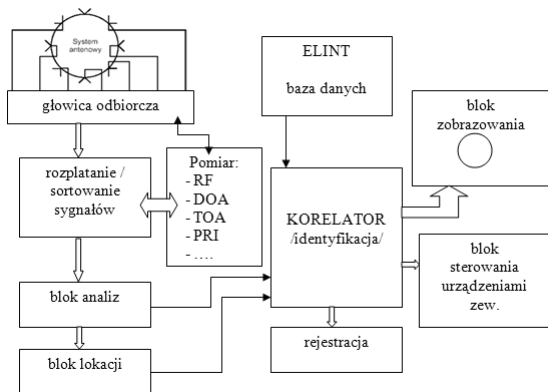 System
antenowy
głowica odbiorcza
rozplatanie /
sortowanie
sygnałów
Pomiar:
- RF
- DOA
- TOA
- PRI
- ....
blok analiz
blok lokacji
ELINT
baza danych
KORELATOR
/identyfikacja/
rejestracja
blok
zobrazowania
blok
sterowania
urządzeniami
zew.